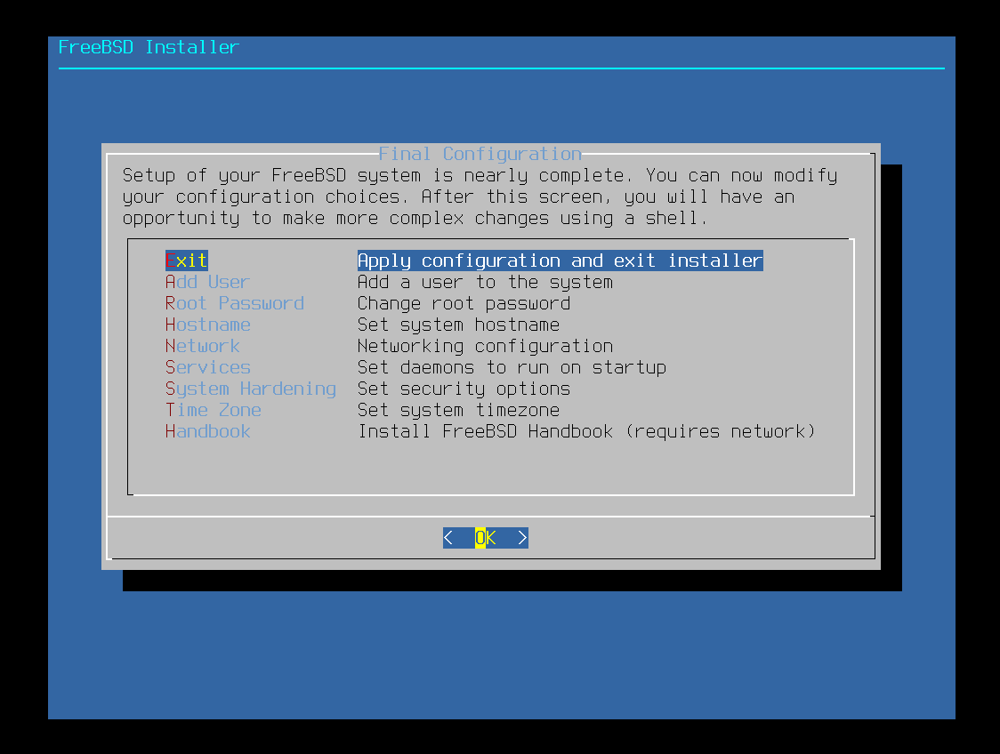 FreeBSD Installer
Final Configuration
Setup of your FreeBSD system is nearly complete. You can now modify
your configuration choices. After this screen, you will have an
opportunity to make more complex changes using a shell.
Exit Apply configuration and exit installer
Add User Add a user to the system
Root Password Change root password
Hostname Set system hostname
Network Networking configuration
Services Set daemons to run on startup
System Hardening Set security options
Time Zone Set system timezone
Handbook Install FreeBSD Handbook (requires network)
< OK >